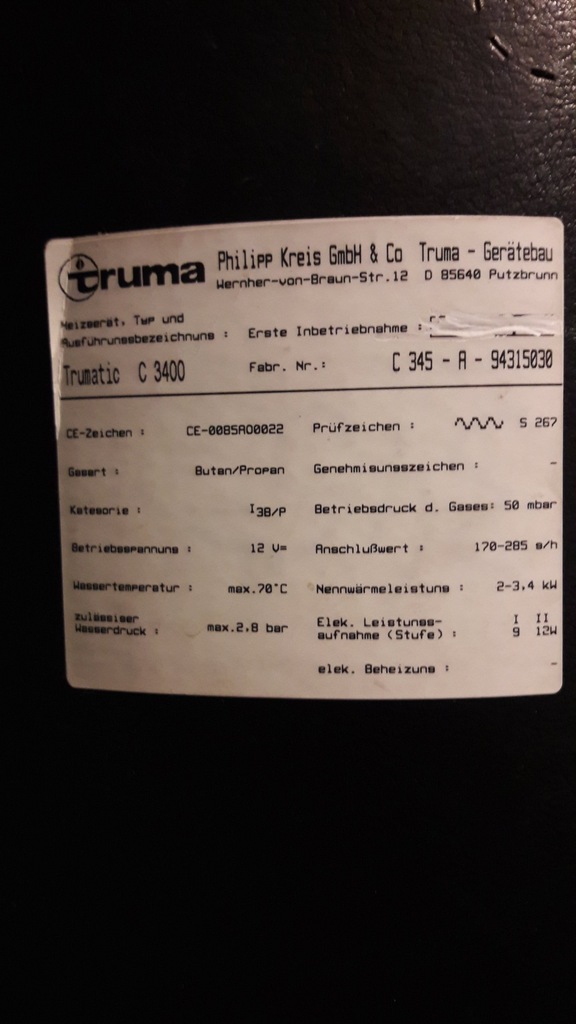 truma Philipp Kreis GmbH & Co Truma - Gerätebau
Wernher-von-Braun-Str.12 D 85640 Putzbrunn
Heizgerät, Typ und
Ausführungsbezeichnung : Erste Inbetriebnahme :
Trumatic C 3400 Fabr. Nr.: C 345 - A - 94315030
CE-Zeichen : CE-0085AO0022 Prüfzeichen : S 267
Gasart : Butan/Propan Genehmigungszeichen : -
Kategorie : I3B/P Betriebsdruck d. Gases: 50 mbar
Betriebsspannung : 12 V= Anschlußwert : 170-285 g/h
Wassertemperatur : max.70°C Nennwärmeleistung : 2-3,4 kW
zulässiger
Wasserdruck : max.2,8 bar
Elek. Leistungs- I II
aufnahme (Stufe) : 9 12W
elek. Beheizung : -